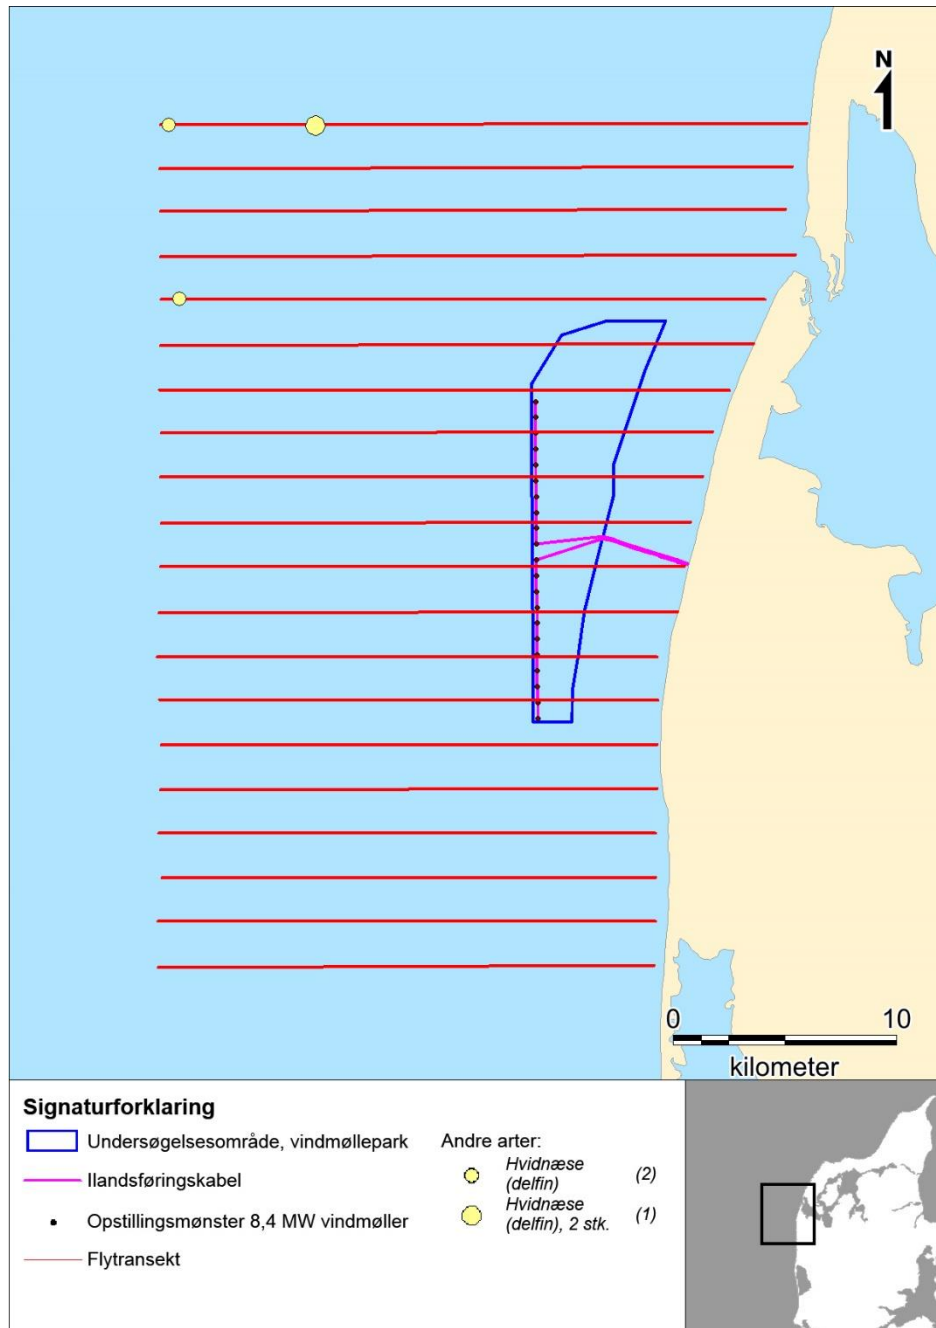 N
0 10
kilometer
Signaturforklaring
Undersøgelsesområde, vindmøllepark
Ilandsføringskabel
Opstillingsmønster 8,4 MW vindmøller
Flytransekt
Andre arter:
Hvidnæse
(delfin) (2)
Hvidnæse
(delfin), 2 stk. (1)